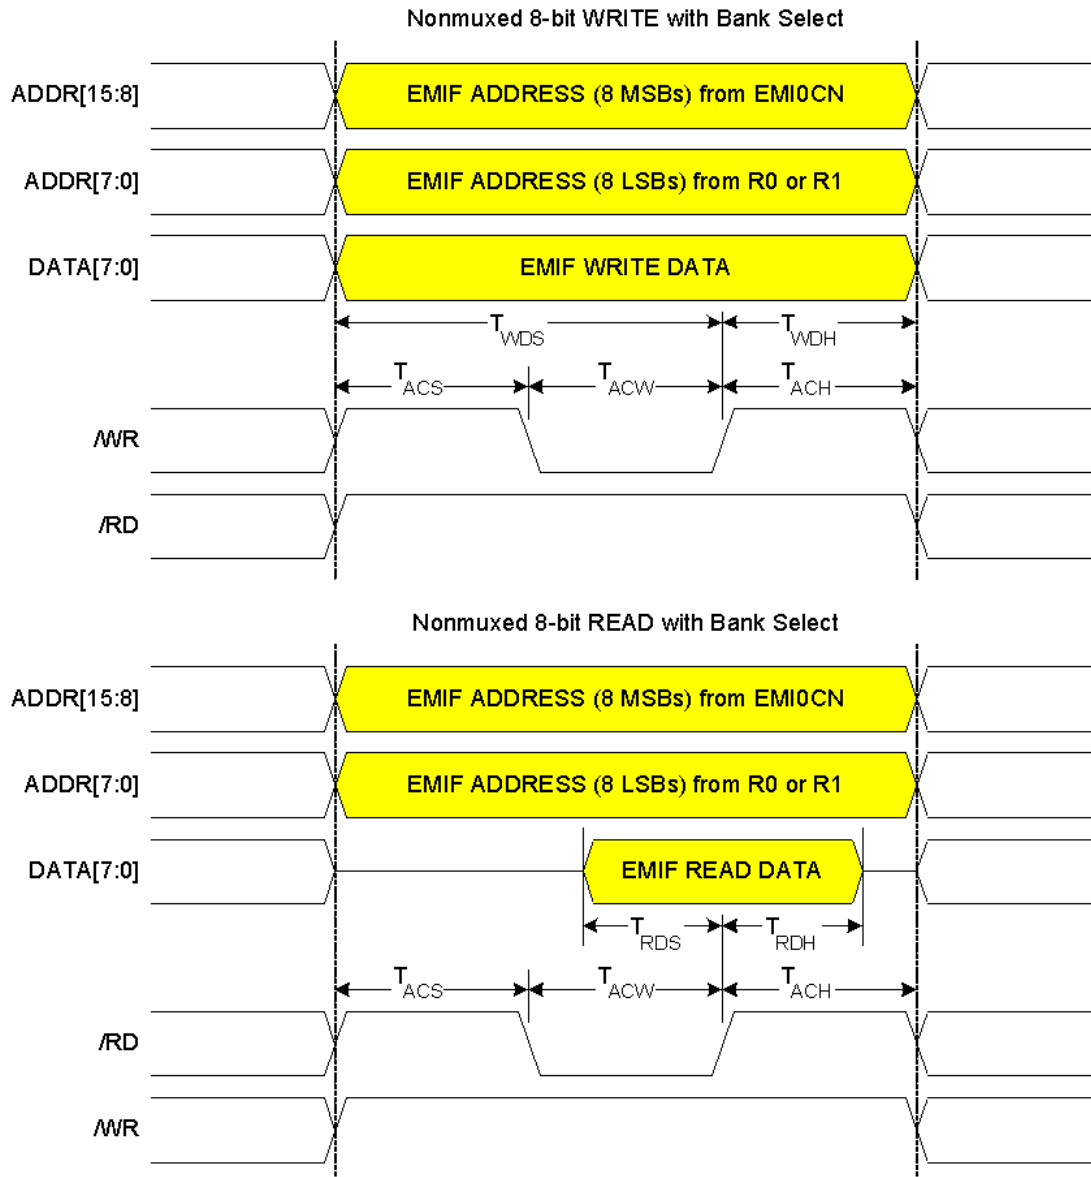 Nonmuxed 8-bit WRITE with Bank Select
ADDR[15:8] EMIF ADDRESS (8 MSBs) from EMI0CN
ADDR[7:0] EMIF ADDRESS (8 LSBs) from R0 or R1
DATA[7:0] EMIF WRITE DATA
TWDS TWDH
TACS TACW TACH
/WR
/RD
Nonmuxed 8-bit READ with Bank Select
ADDR[15:8] EMIF ADDRESS (8 MSBs) from EMI0CN
ADDR[7:0] EMIF ADDRESS (8 LSBs) from R0 or R1
DATA[7:0] EMIF READ DATA
TRDS TRDH
TACS TACW TACH
/RD
/WR